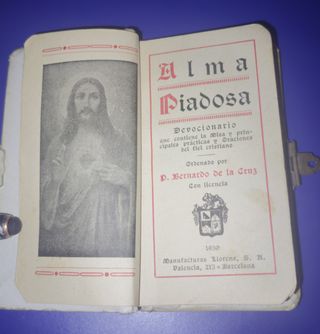 Alma
Piadosa
Devocionario
que contiene la Misa y prin-
cipales prácticas y Oraciones
del fiel cristiano
Ordenado por
P. Bernardo de la Cruz
Con licencia
1930
Manufacturas Llorens, S. A.
Valencia, 213 - Barcelona